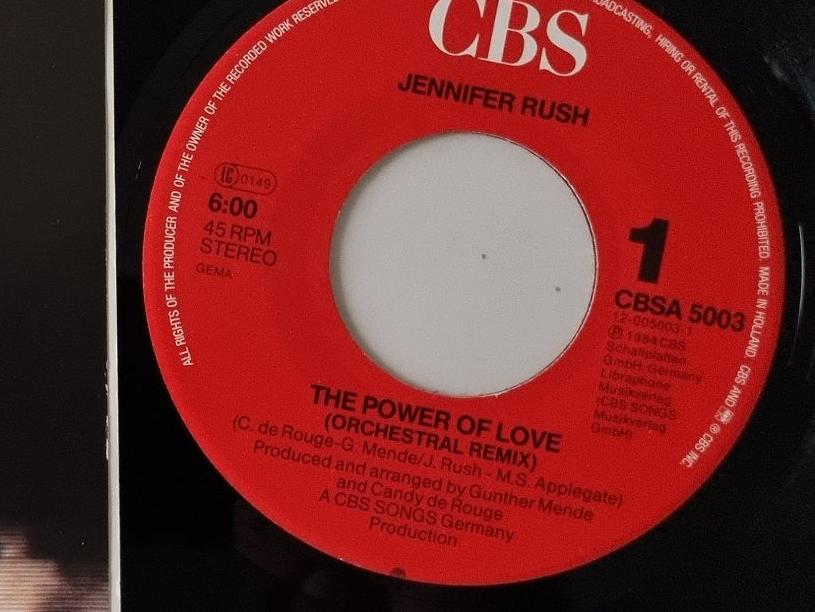 ALL RIGHTS OF THE PRODUCER AND OF THE OWNER OF THE RECORDED WORK RESERVED
BROADCASTING, HIRING OR RENTAL OF THIS RECORDING PROHIBITED. MADE IN HOLLAND. CBS AND ® CBS INC.
CBS
JENNIFER RUSH
LC 0149
6:00
45 RPM
STEREO
GEMA
1
CBSA 5003
12-005003-1
℗ 1984 CBS
Schallplatten
GmbH, Germany
Libraphone
Musikverlag
(CBS SONGS
Musikverlag
GmbH)
THE POWER OF LOVE
(ORCHESTRAL REMIX)
(C. de Rouge-G. Mende/J. Rush - M.S. Applegate)
Produced and arranged by Gunther Mende
and Candy de Rouge
A CBS SONGS Germany
Production